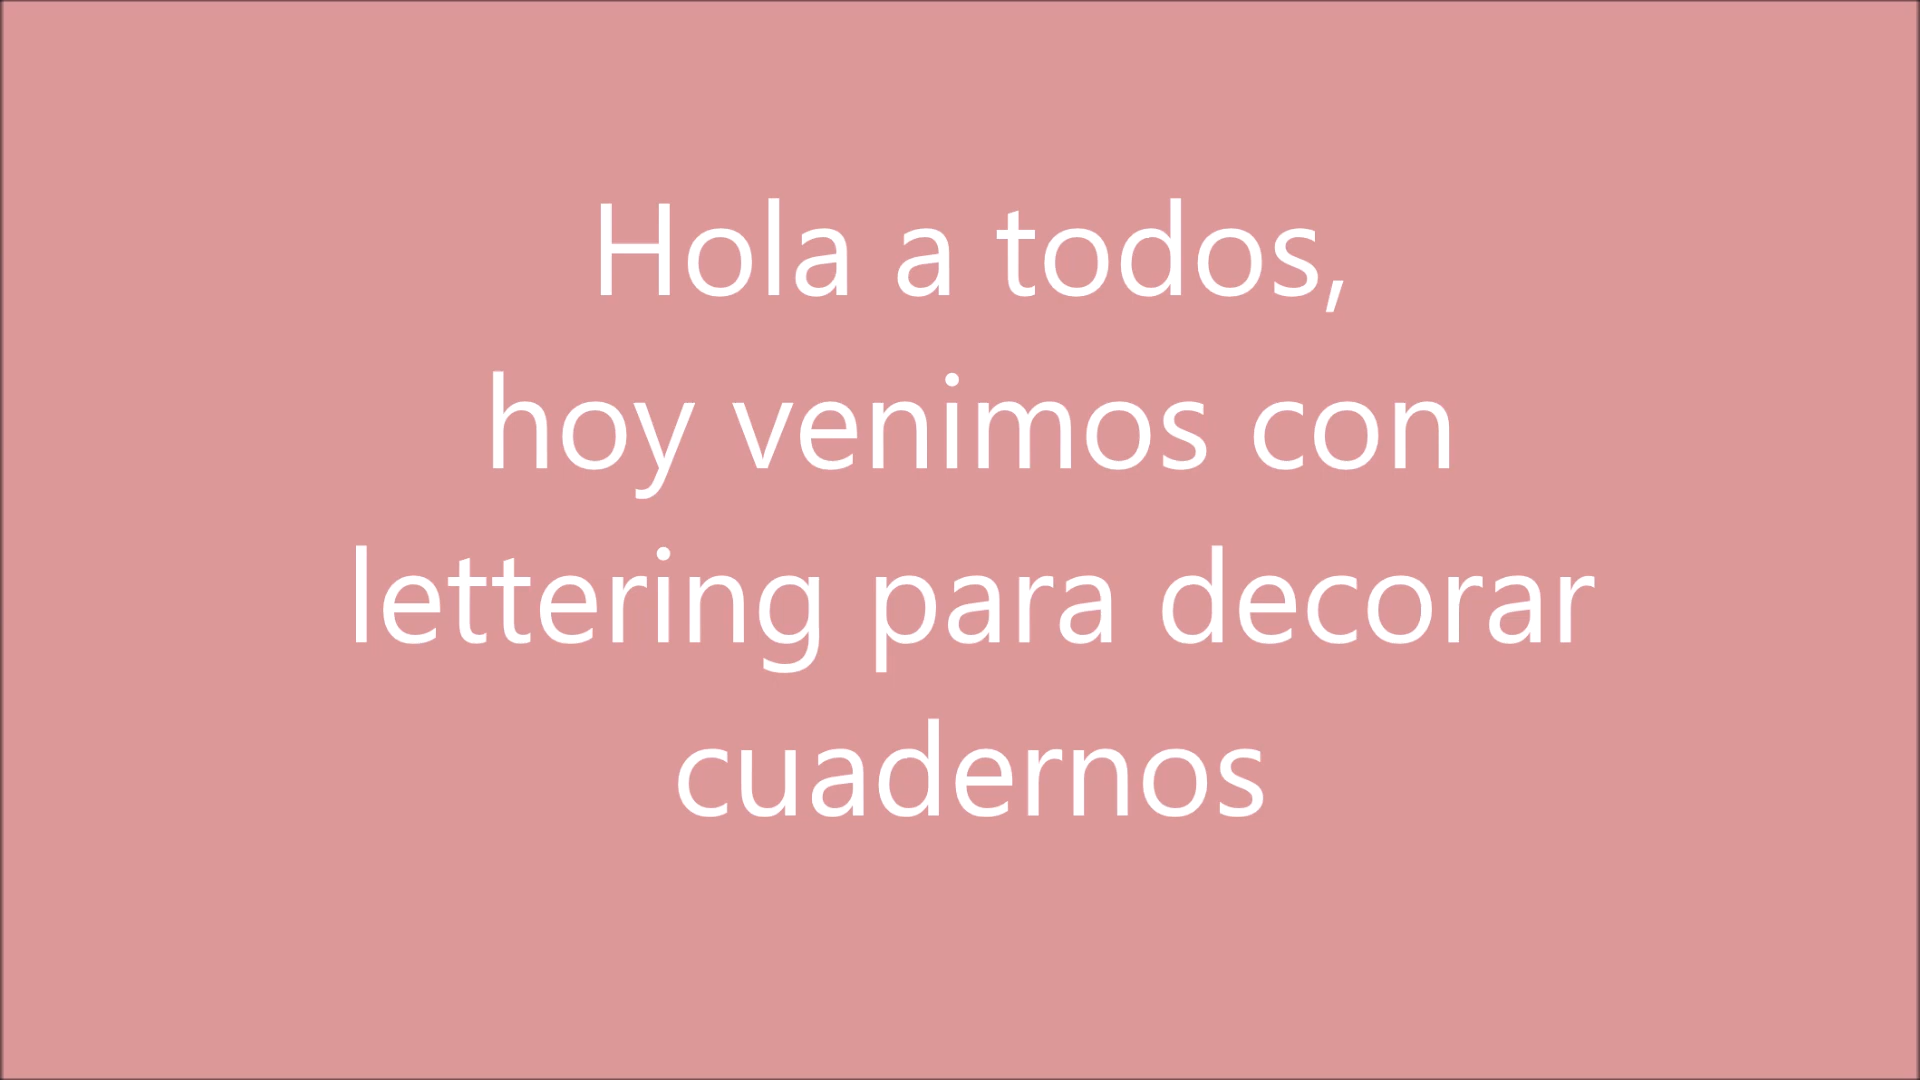 Hola a todos,
hoy venimos con
lettering para decorar
cuadernos